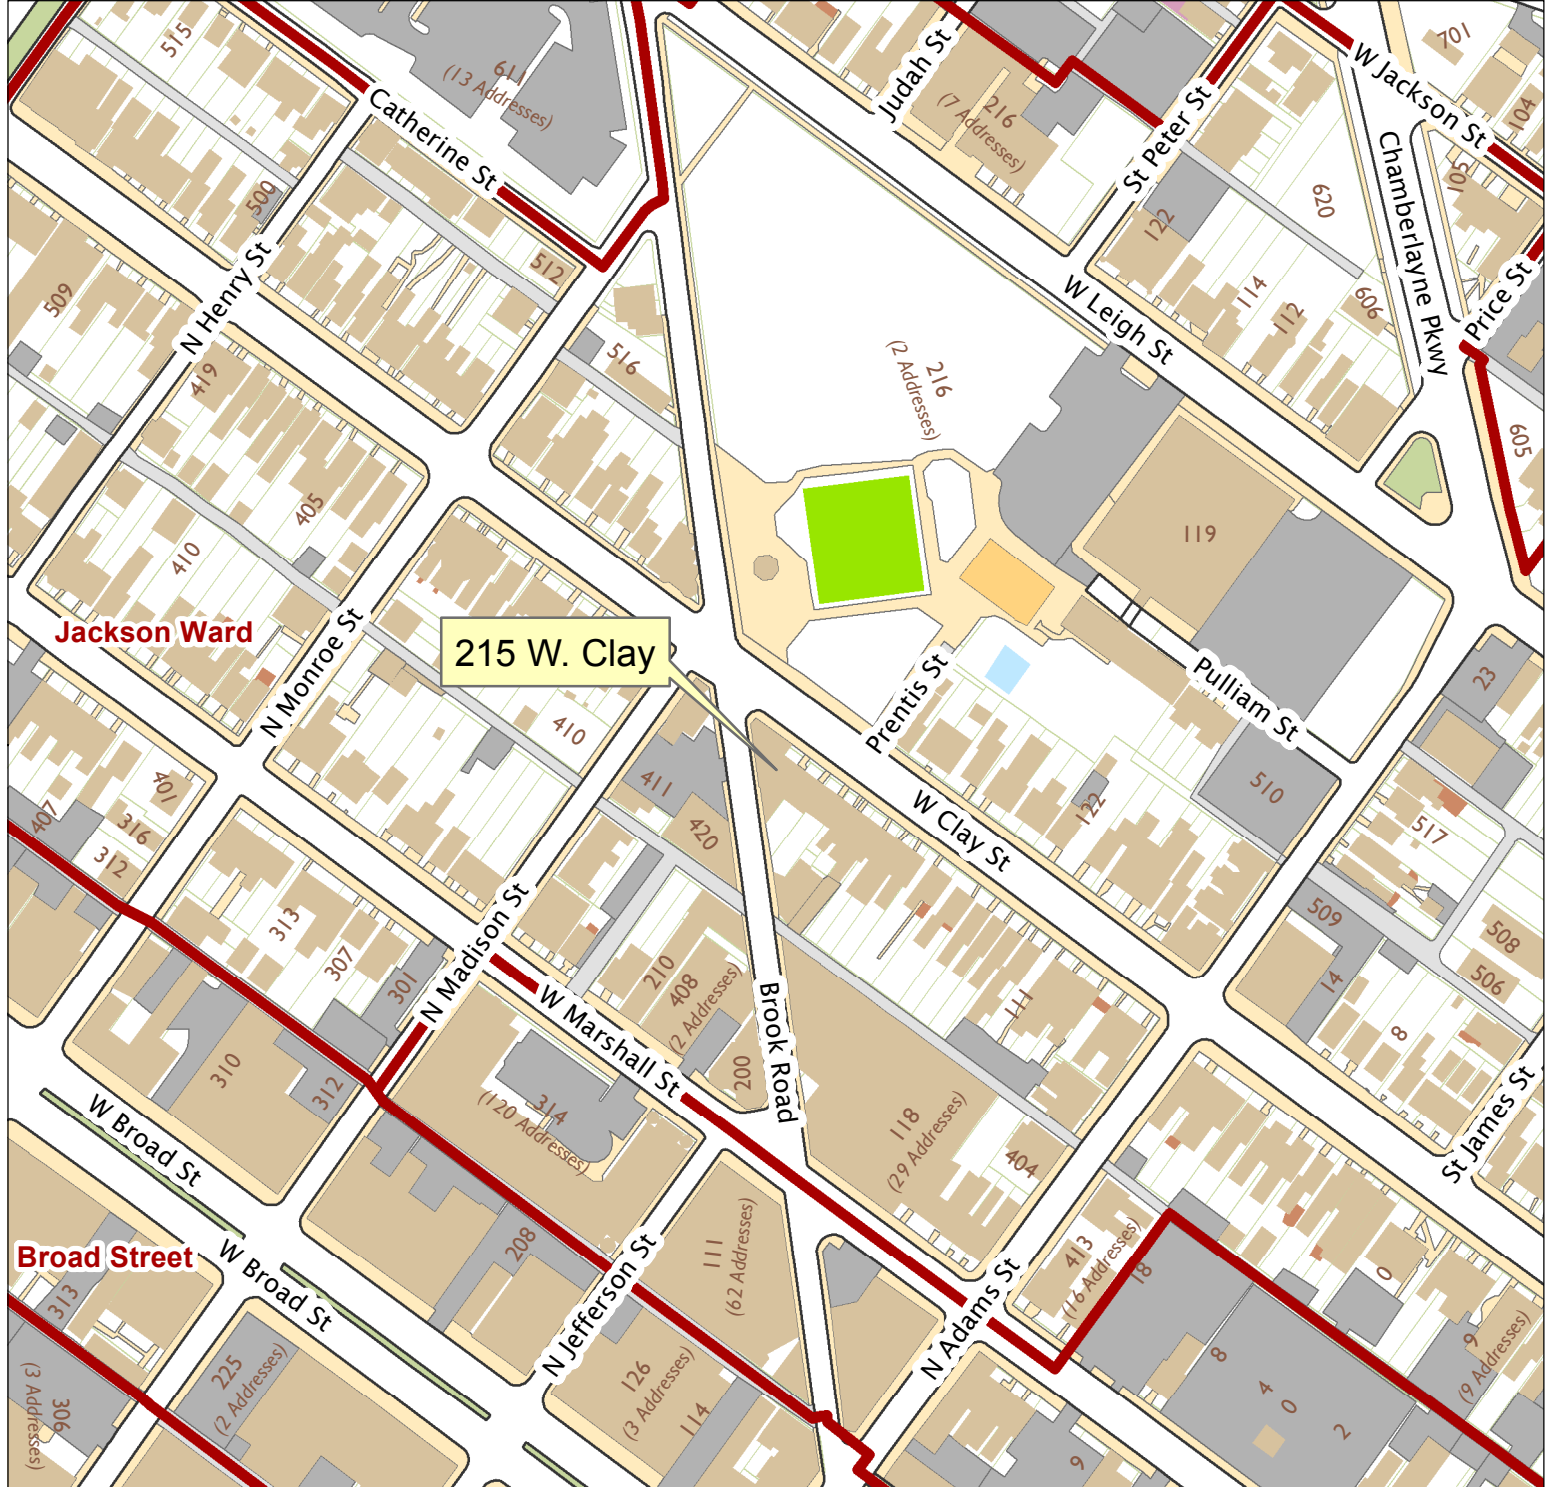 515
611
(13 Addresses)
Judah St
216
(7 Addresses)
701
W Jackson St
104
Catherine St
St Peter St
Chamberlayne Pkwy
105
500
620
122
512
N Henry St
509
W Leigh St
114
112
606
Price St
516
216
(2 Addresses)
419
605
405
410
119
Jackson Ward
N Monroe St
215 W. Clay
Prentis St
Pulliam St
23
410
411
401
407
316
312
420
W Clay St
122
510
517
313
307
301
N Madison St
509
14
508
506
210
408
(2 Addresses)
W Marshall St
Brook Road
111
8
310
312
200
314
(120 Addresses)
118
(29 Addresses)
404
W Broad St
St James St
Broad Street
W Broad St
313
208
N Jefferson St
111
(62 Addresses)
413
(16 Addresses)
18
0
N Adams St
225
(2 Addresses)
306
(3 Addresses)
126
(3 Addresses)
114
8
4
0
2
9
9
(9 Addresses)